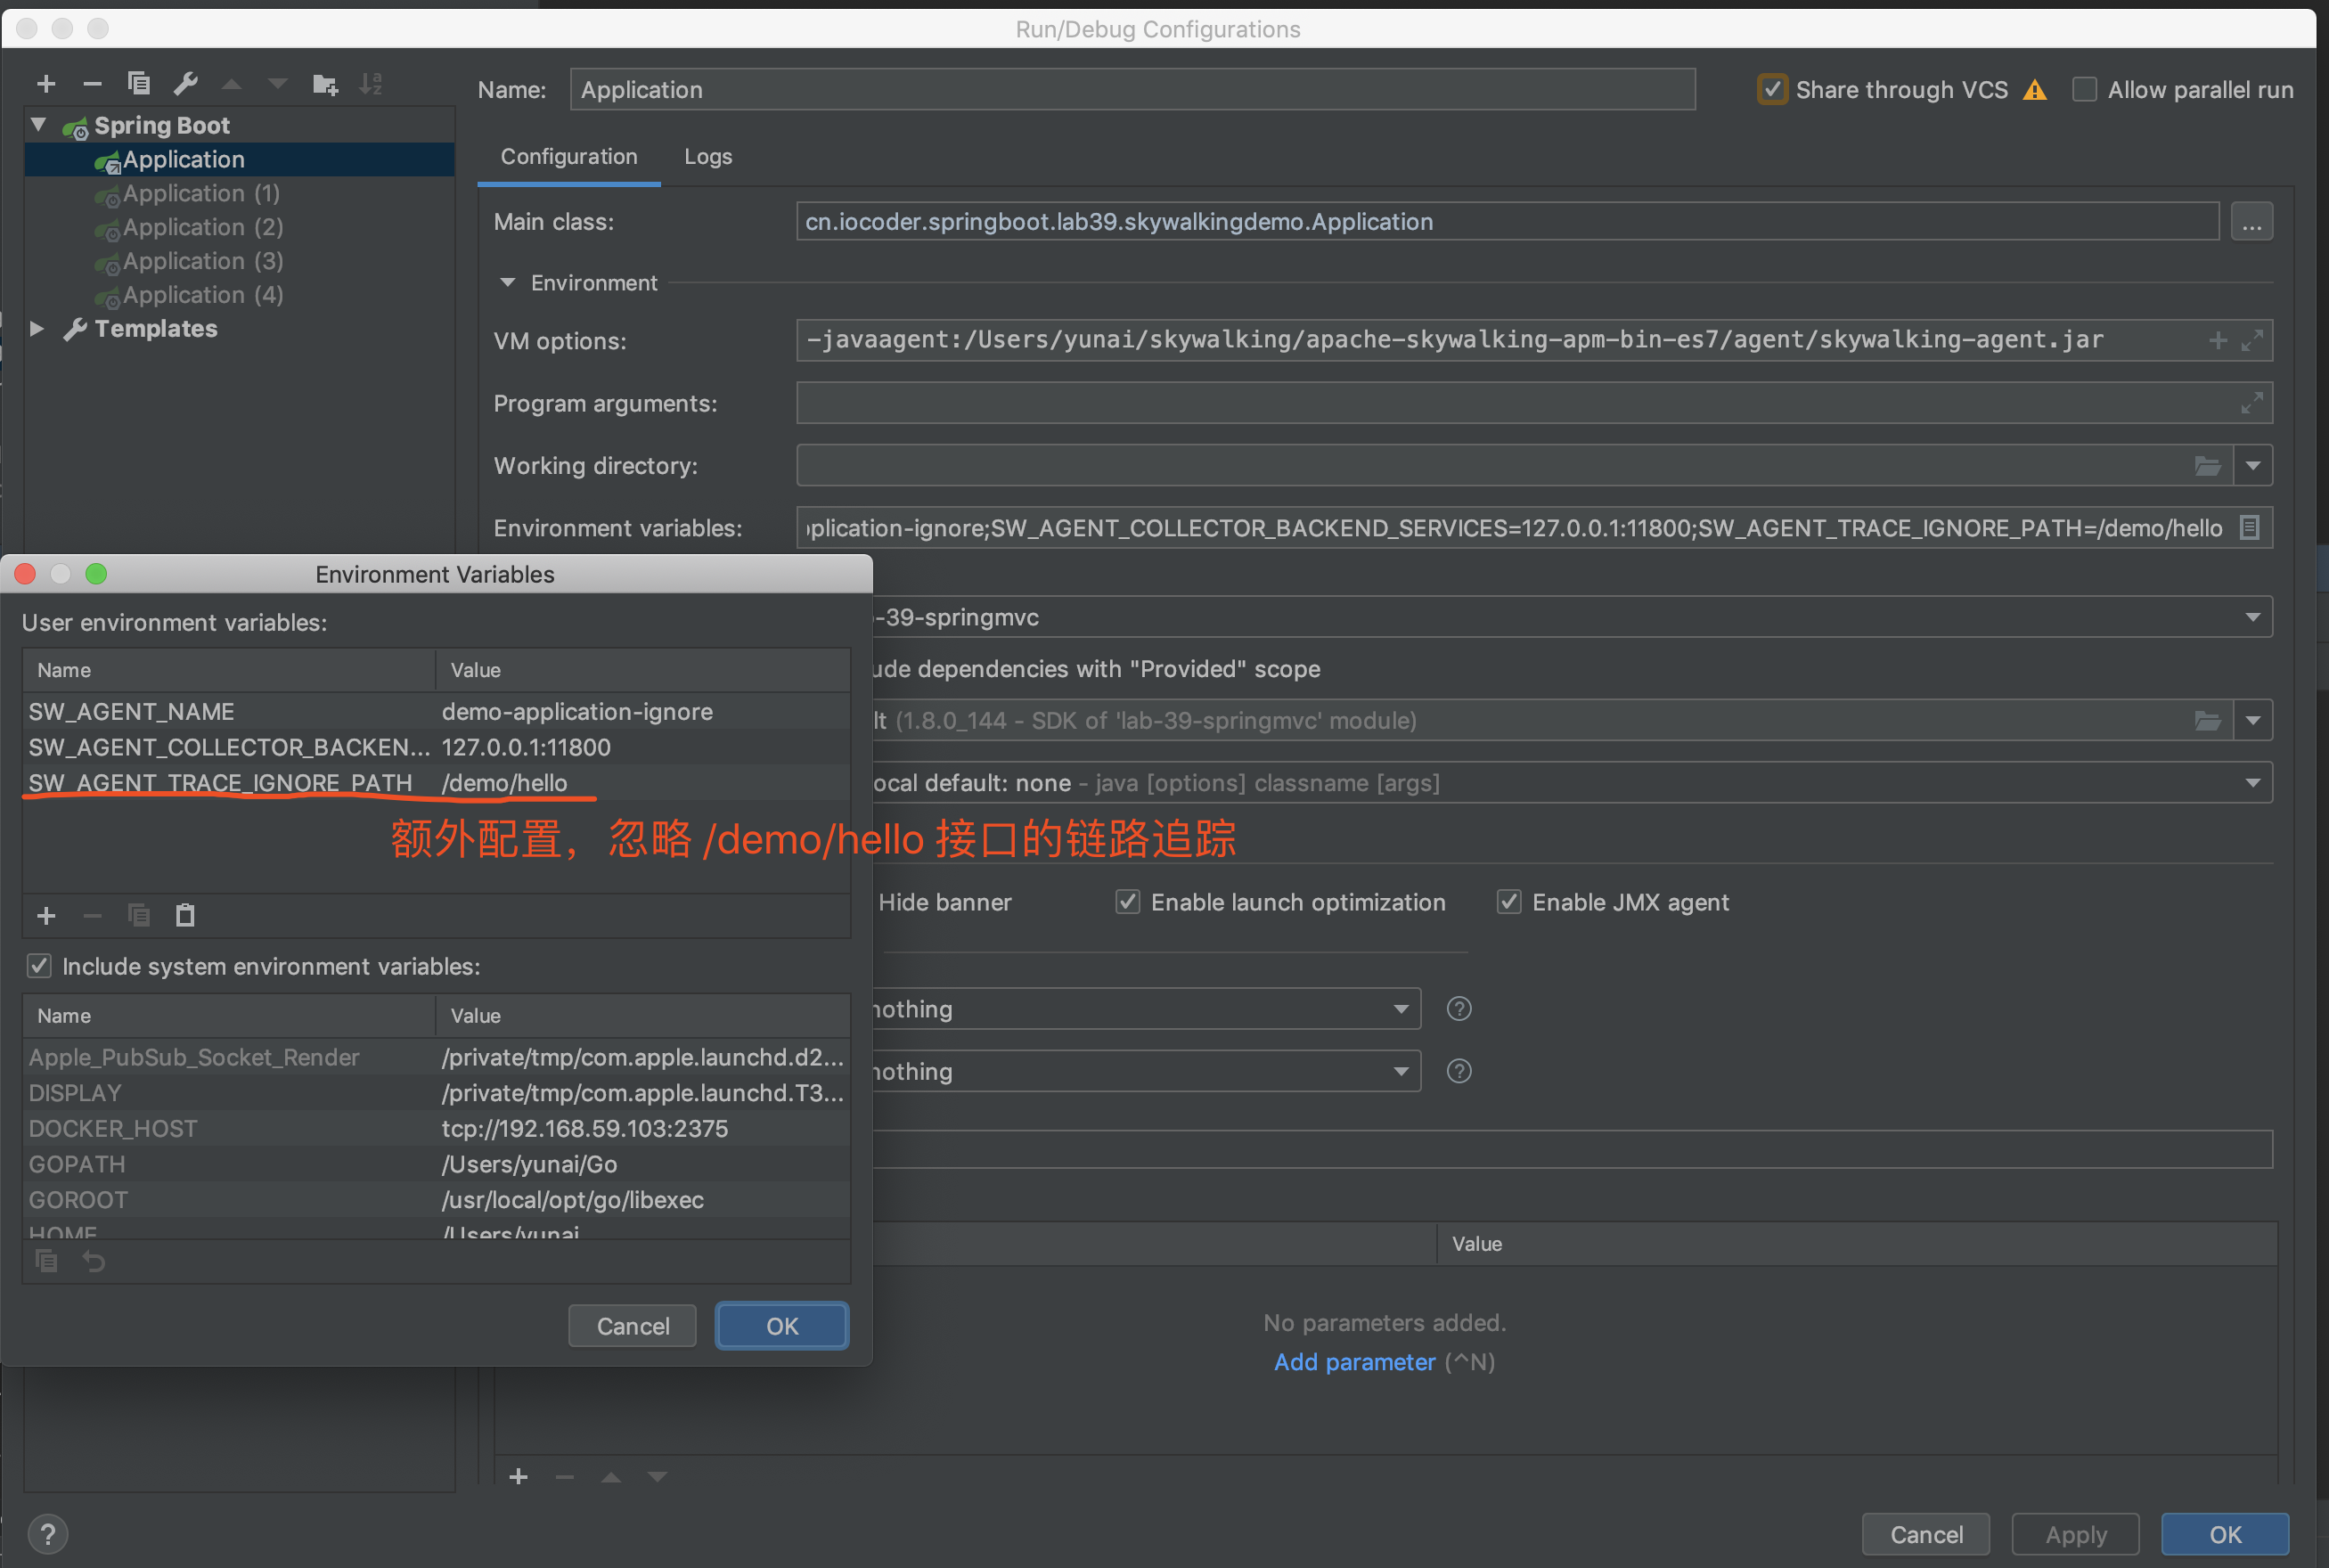 Run/Debug Configurations
Name: Application
Share through VCS
Allow parallel run
Spring Boot
Application
Application (1)
Application (2)
Application (3)
Application (4)
Templates
Configuration Logs
Main class: cn.iocoder.springboot.lab39.skywalkingdemo.Application ...
Environment
VM options: -javaagent:/Users/yunai/skywalking/apache-skywalking-apm-bin-es7/agent/skywalking-agent.jar
Program arguments:
Working directory:
Environment variables: pplication-ignore;SW_AGENT_COLLECTOR_BACKEND_SERVICES=127.0.0.1:11800;SW_AGENT_TRACE_IGNORE_PATH=/demo/hello
-39-springmvc
ude dependencies with "Provided" scope
lt (1.8.0_144 - SDK of 'lab-39-springmvc' module)
ocal default: none - java [options] classname [args]
Hide banner
Enable launch optimization
Enable JMX agent
nothing ?
nothing ?
Value
No parameters added.
Add parameter (^N)
Environment Variables
User environment variables:
Name Value
SW_AGENT_NAME demo-application-ignore
SW_AGENT_COLLECTOR_BACKEN... 127.0.0.1:11800
SW_AGENT_TRACE_IGNORE_PATH /demo/hello
额外配置，忽略 /demo/hello 接口的链路追踪
Include system environment variables:
Name Value
Apple_PubSub_Socket_Render /private/tmp/com.apple.launchd.d2...
DISPLAY /private/tmp/com.apple.launchd.T3...
DOCKER_HOST tcp://192.168.59.103:2375
GOPATH /Users/yunai/Go
GOROOT /usr/local/opt/go/libexec
HOME /Users/yunai
Cancel OK
?
Cancel Apply OK